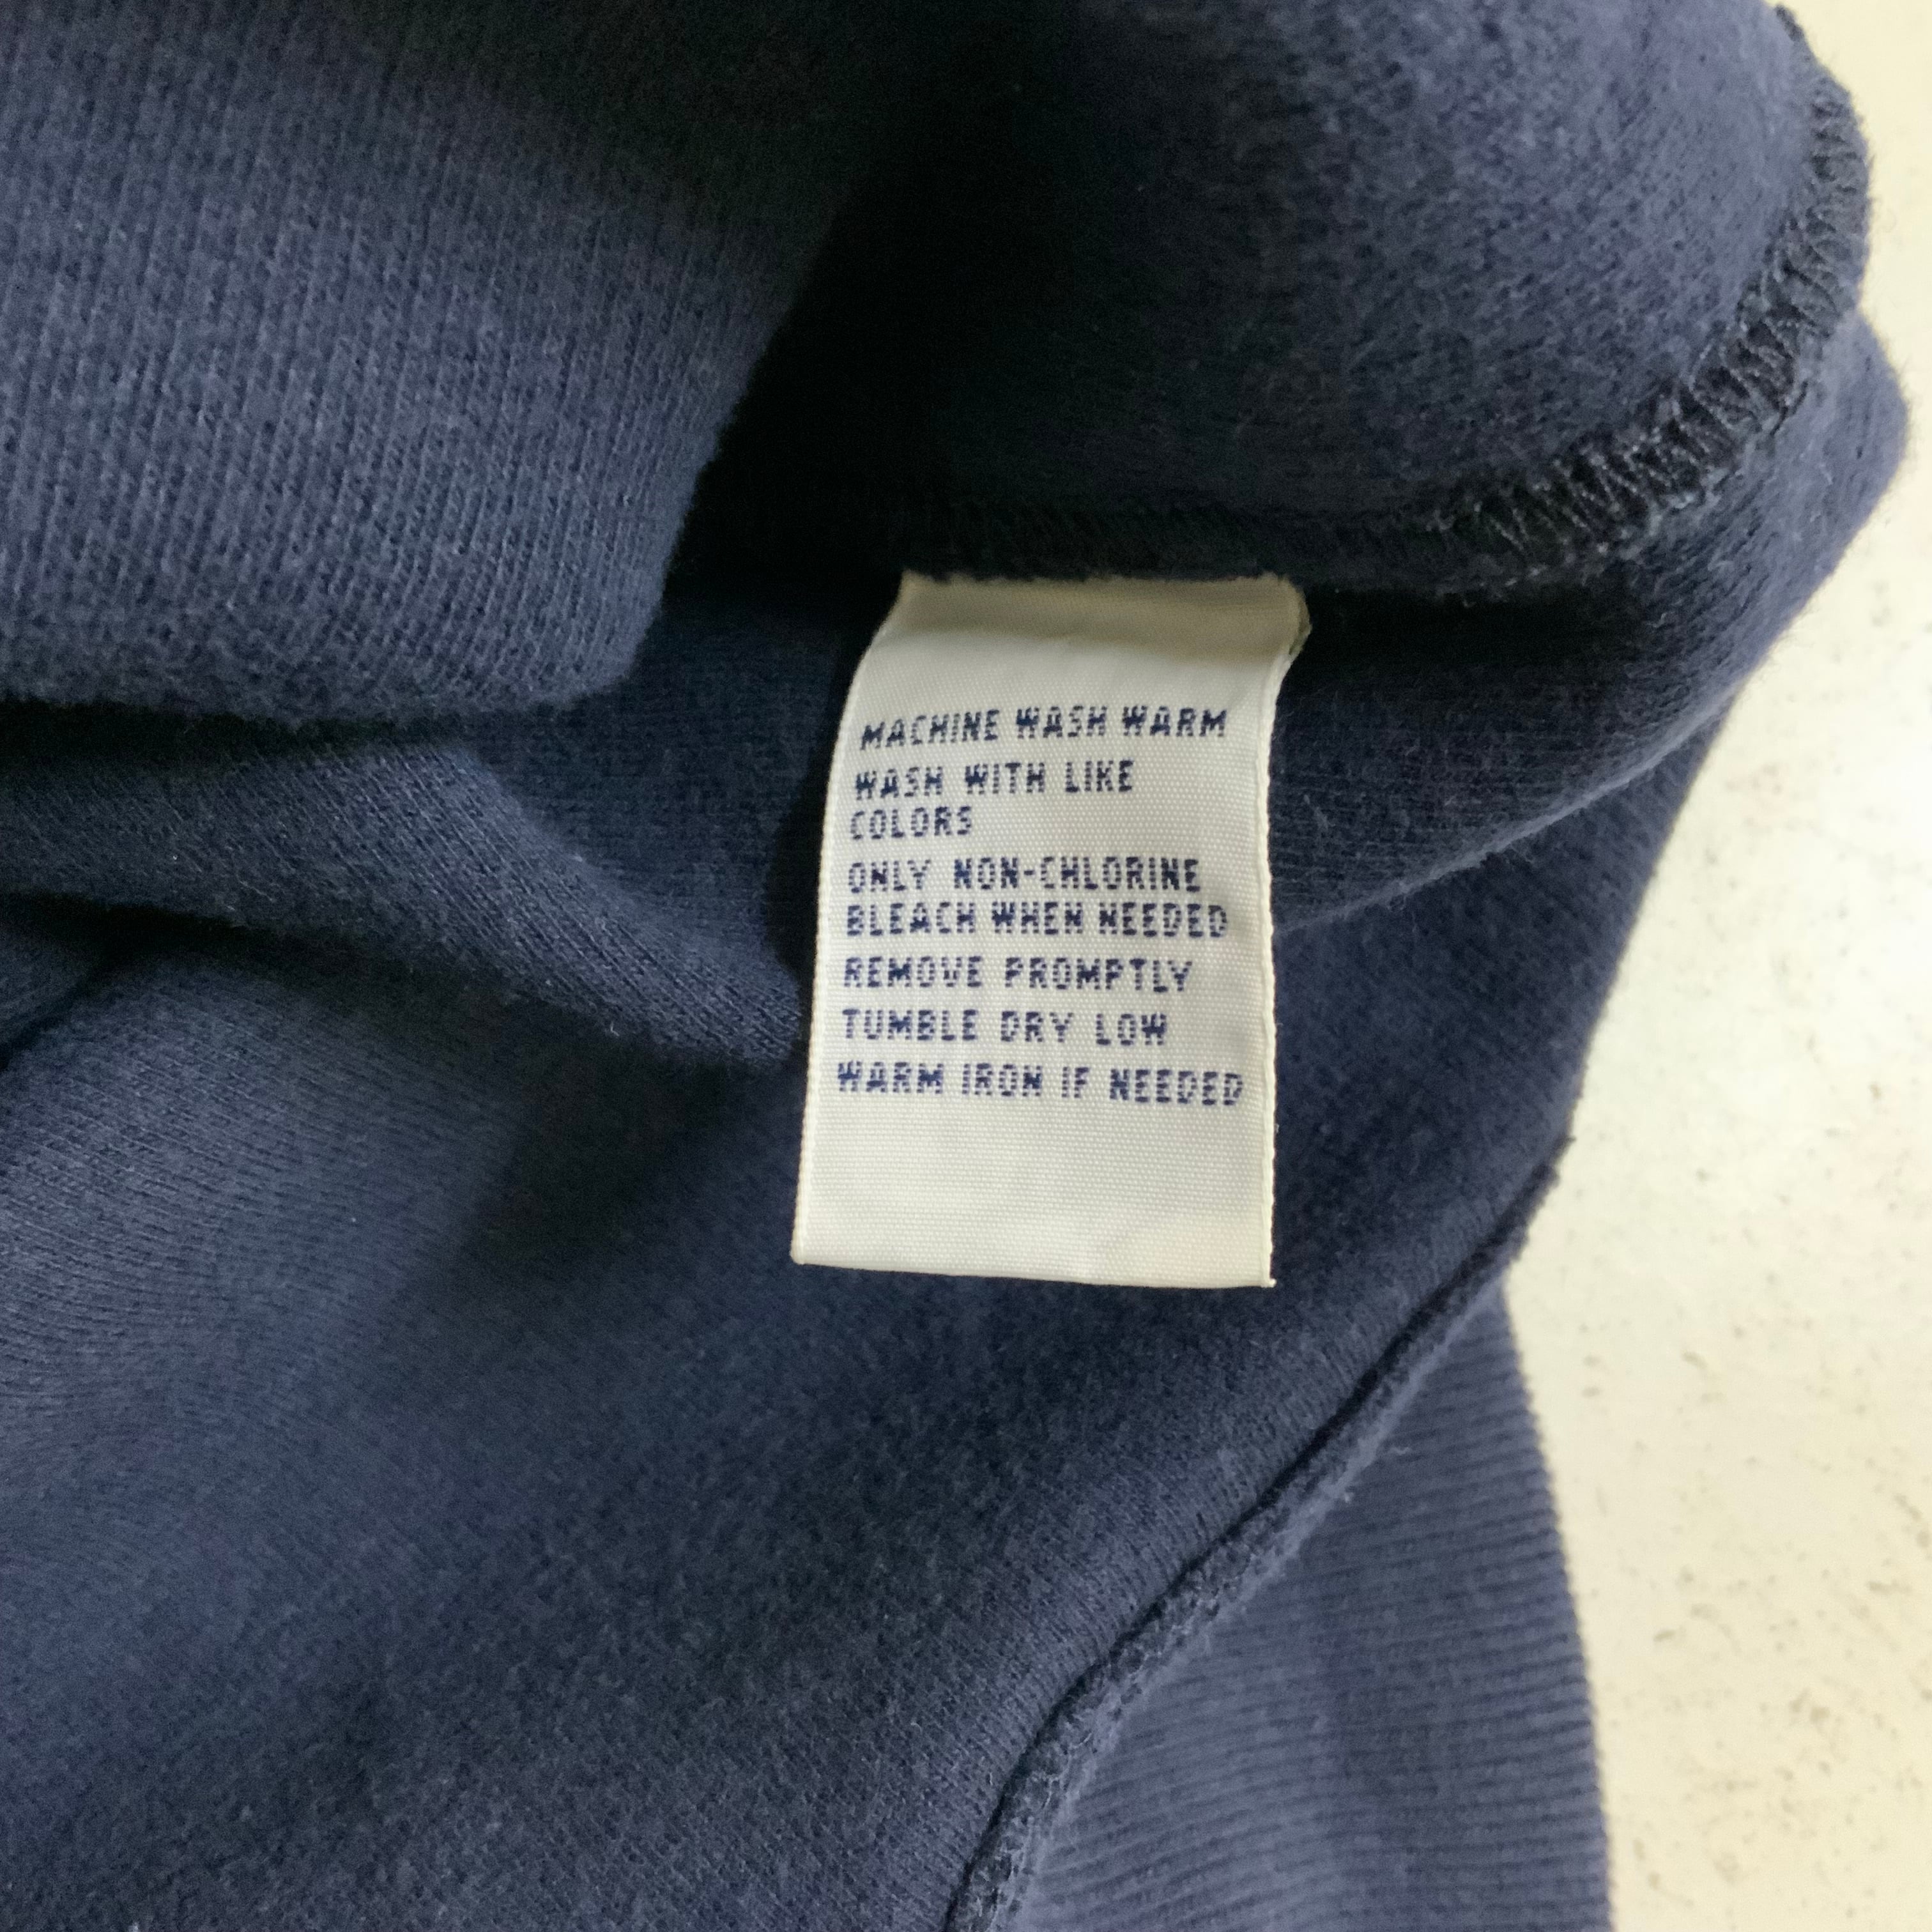 MACHINE WASH WARM
WASH WITH LIKE
COLORS
ONLY NON-CHLORINE
BLEACH WHEN NEEDED
REMOVE PROMPTLY
TUMBLE DRY LOW
WARM IRON IF NEEDED